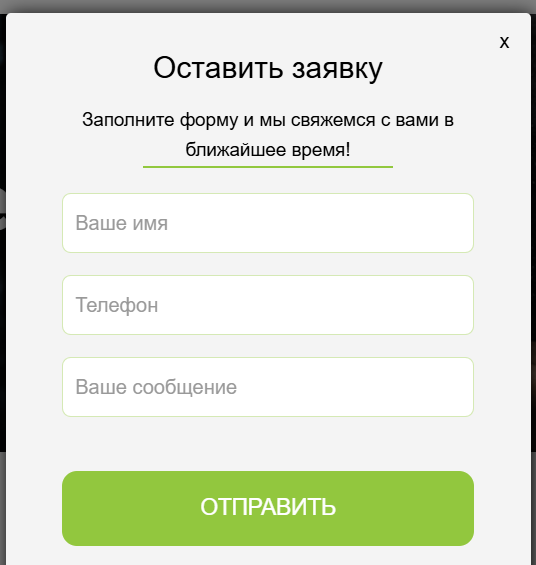 x
Оставить заявку
Заполните форму и мы свяжемся с вами в
ближайшее время!
Ваше имя
Телефон
Ваше сообщение
ОТПРАВИТЬ